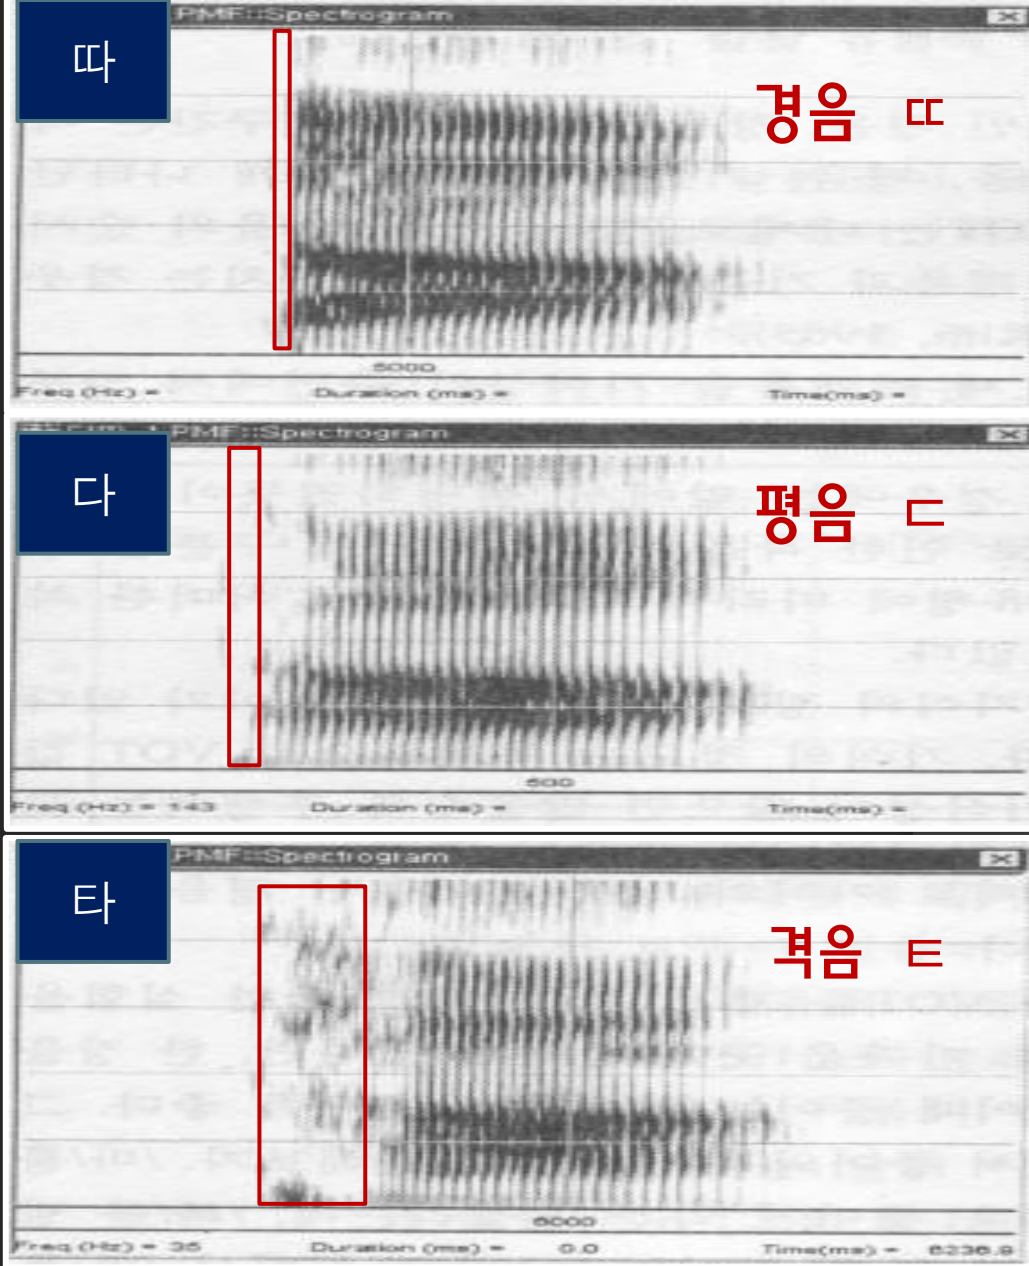 따
PMF::Spectrogram
경음 ㄸ
5000
Freq (Hz) =
Duration (ms) =
Time(ms) =
다
PMF::Spectrogram
평음 ㄷ
500
Freq (Hz) = 143
Duration (ms) =
Time(ms) =
타
PMF::Spectrogram
격음 ㅌ
6000
Freq (Hz) = 35
Duration (ms) =
0.0
Time(ms) =
6236.9